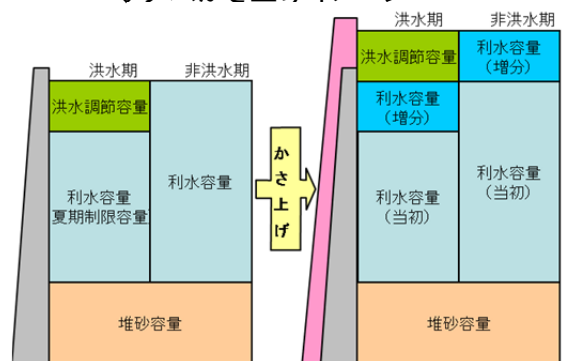 洪水期
非洪水期
洪水調節容量
利水容量
夏期制限容量
利水容量
堆砂容量
かさ上げ
洪水期
非洪水期
洪水調節容量
利水容量
(増分)
利水容量
(増分)
利水容量
(当初)
利水容量
(当初)
堆砂容量